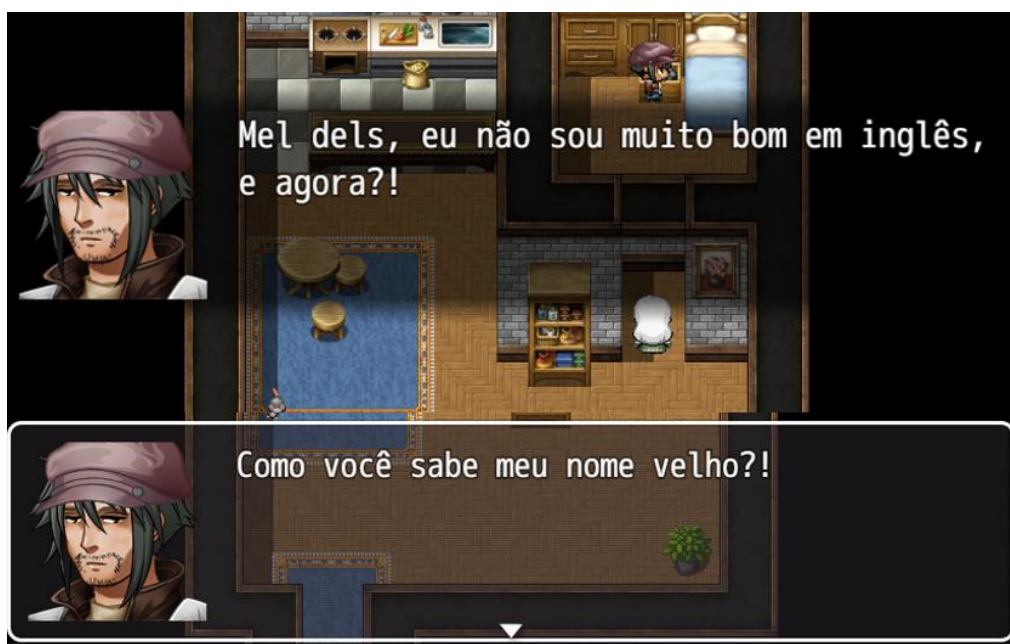 Mel dels, eu não sou muito bom em inglês,
e agora?!
Como você sabe meu nome velho?!